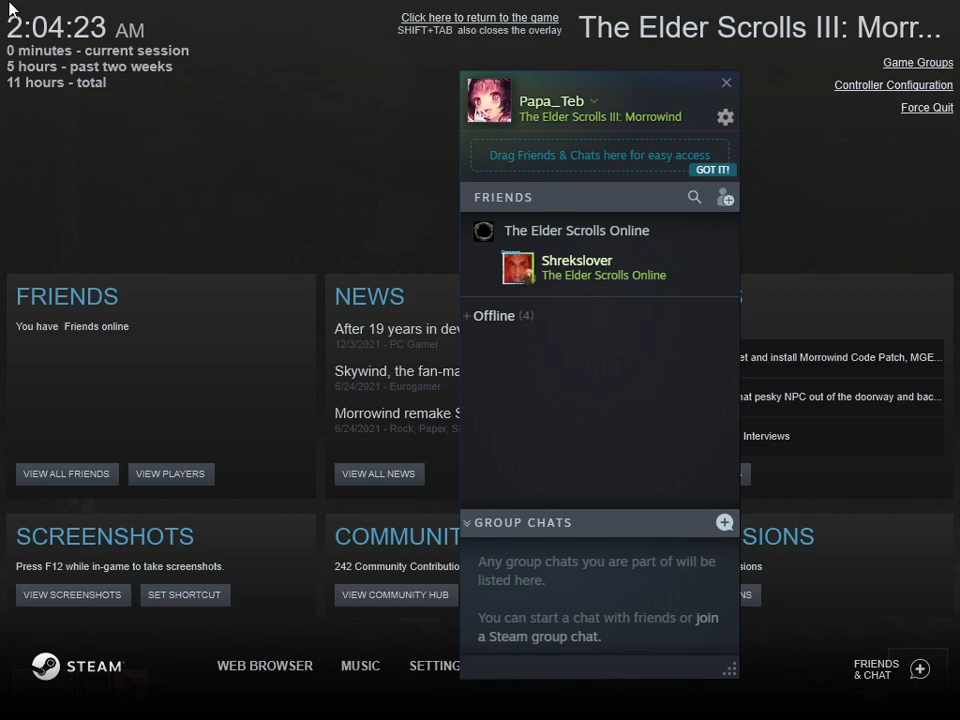 2:04:23 AM
0 minutes - current session
5 hours - past two weeks
11 hours - total
Click here to return to the game
SHIFT+TAB also closes the overlay
The Elder Scrolls III: Morr...
Game Groups
Controller Configuration
Force Quit
Papa_Teb
The Elder Scrolls III: Morrowind
Drag Friends & Chats here for easy access
GOT IT!
FRIENDS
The Elder Scrolls Online
Shrekslover
The Elder Scrolls Online
Offline (4)
GROUP CHATS
Any group chats you are part of will be
listed here.
You can start a chat with friends or join
a Steam group chat.
FRIENDS
You have Friends online
VIEW ALL FRIENDS
VIEW PLAYERS
NEWS
After 19 years in de
12/3/2021 - PC Gamer
Skywind, the fan-ma
6/24/2021 - Eurogamer
Morrowind remake S
6/24/2021 - Rock, Paper, S
VIEW ALL NEWS
et and install Morrowind Code Patch, MGE...
hat pesky NPC out of the doorway and bac...
Interviews
SCREENSHOTS
Press F12 while in-game to take screenshots.
VIEW SCREENSHOTS
SET SHORTCUT
COMMUNIT
242 Community Contributio
VIEW COMMUNITY HUB
SIONS
sions
NS
STEAM
WEB BROWSER
MUSIC
SETTING
FRIENDS
& CHAT